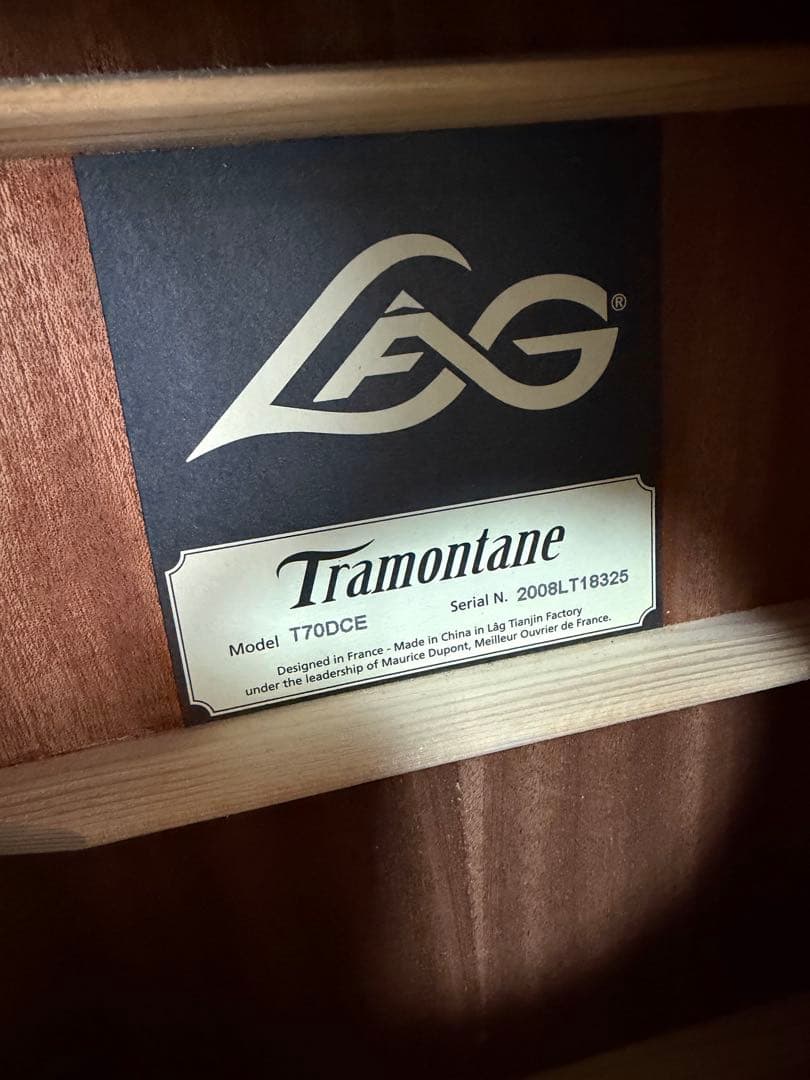 LÂG®
Tramontane
Model T70DCE Serial N. 2008LT18325
Designed in France - Made in China in Lâg Tianjin Factory
under the leadership of Maurice Dupont, Meilleur Ouvrier de France.